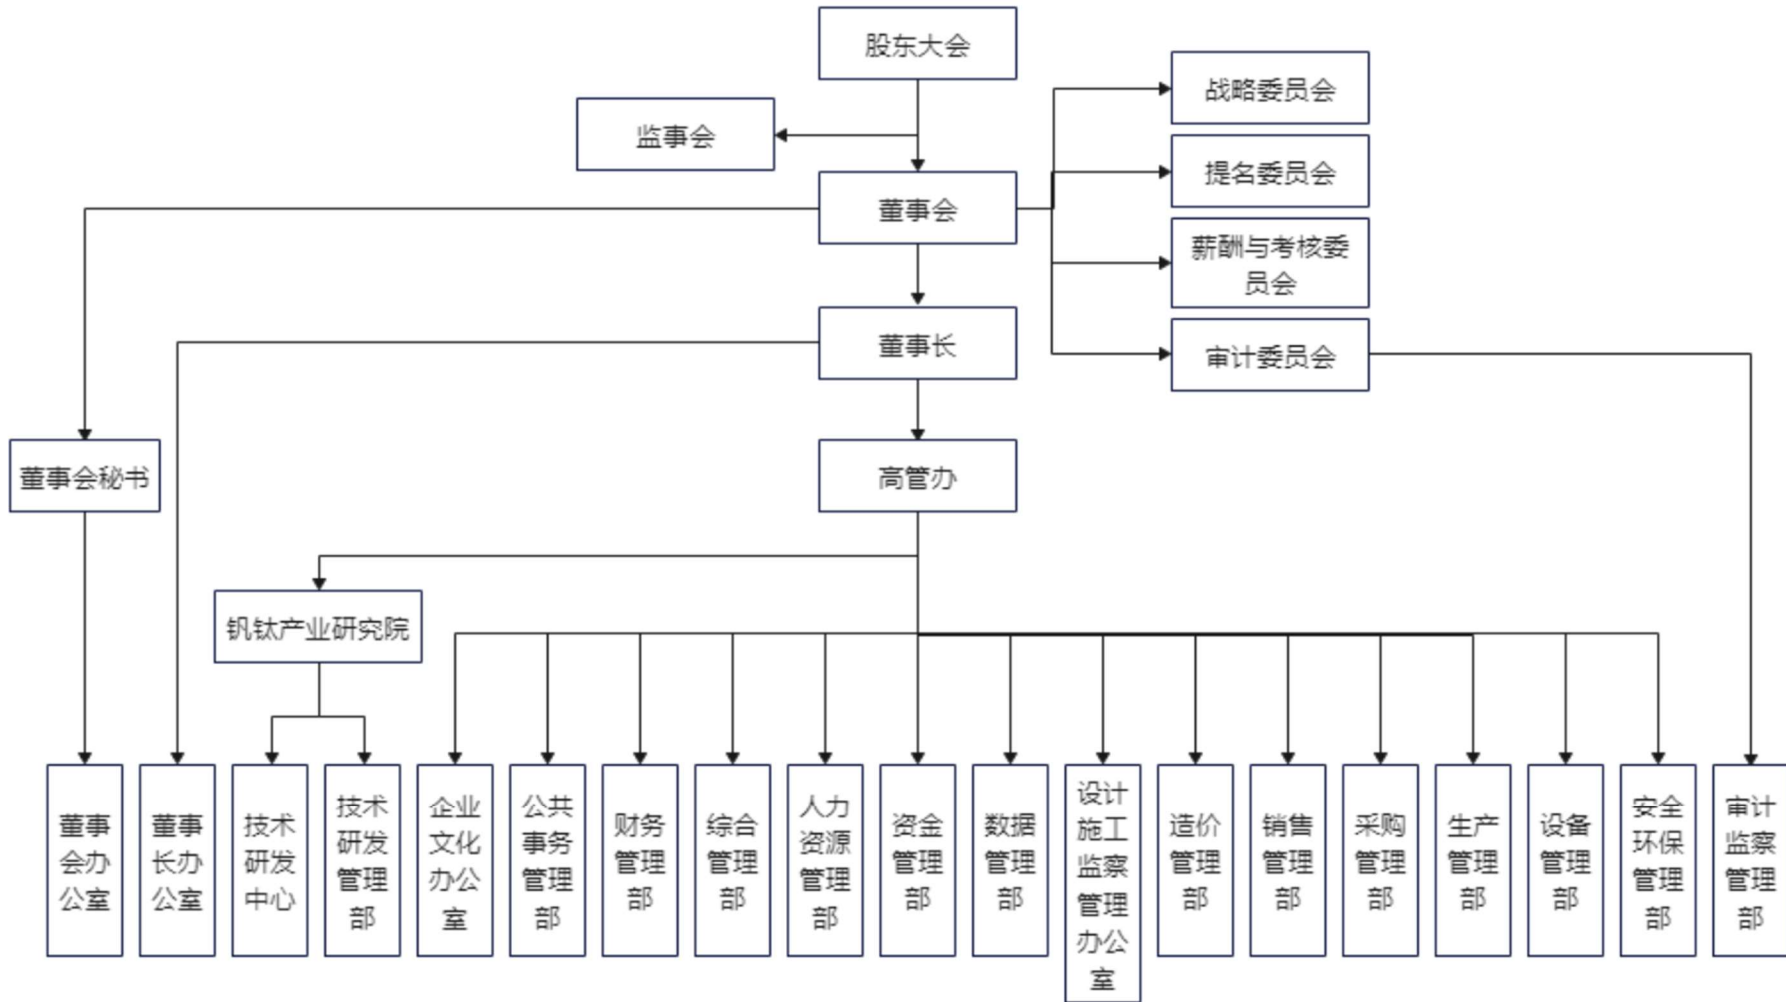 股东大会
战略委员会
监事会
提名委员会
董事会
薪酬与考核委
员会
董事长
审计委员会
董事会秘书
高管办
钒钛产业研究院
董事
会办
公室
董事
长办
公室
技术
研发
中心
技术
研发
管理
部
企业
文化
办公
室
公共
事务
管理
部
财务
管理
部
综合
管理
部
人力
资源
管理
部
资金
管理
部
数据
管理
部
设计
施工
监察
管理
办公
室
造价
管理
部
销售
管理
部
采购
管理
部
生产
管理
部
设备
管理
部
安全
环保
管理
部
审计
监察
管理
部